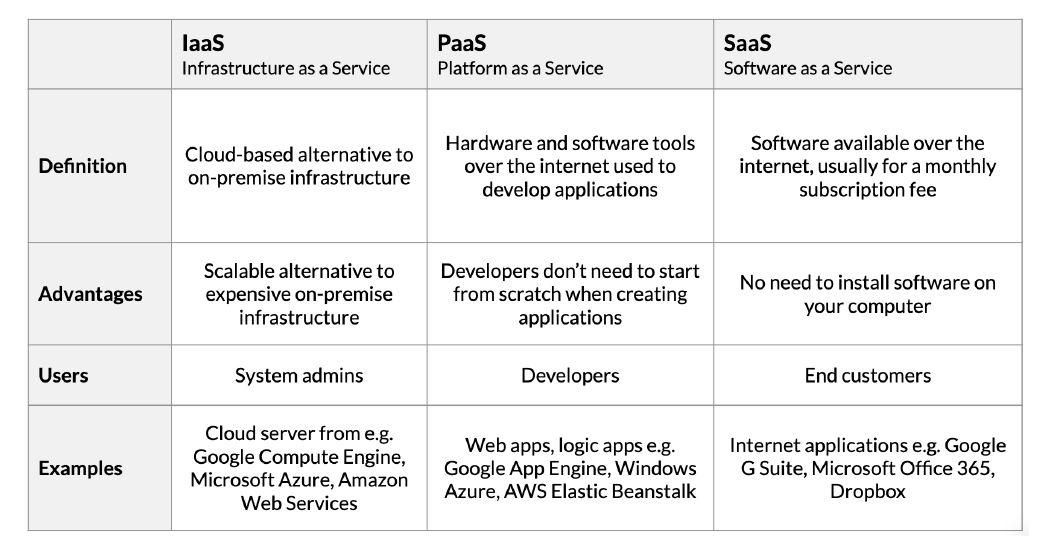 IaaS
Infrastructure as a Service
PaaS
Platform as a Service
SaaS
Software as a Service
Definition
Cloud-based alternative to
on-premise infrastructure
Hardware and software tools
over the internet used to
develop applications
Software available over the
internet, usually for a monthly
subscription fee
Advantages
Scalable alternative to
expensive on-premise
infrastructure
Developers don’t need to start
from scratch when creating
applications
No need to install software on
your computer
Users
System admins
Developers
End customers
Examples
Cloud server from e.g.
Google Compute Engine,
Microsoft Azure, Amazon
Web Services
Web apps, logic apps e.g.
Google App Engine, Windows
Azure, AWS Elastic Beanstalk
Internet applications e.g. Google
G Suite, Microsoft Office 365,
Dropbox